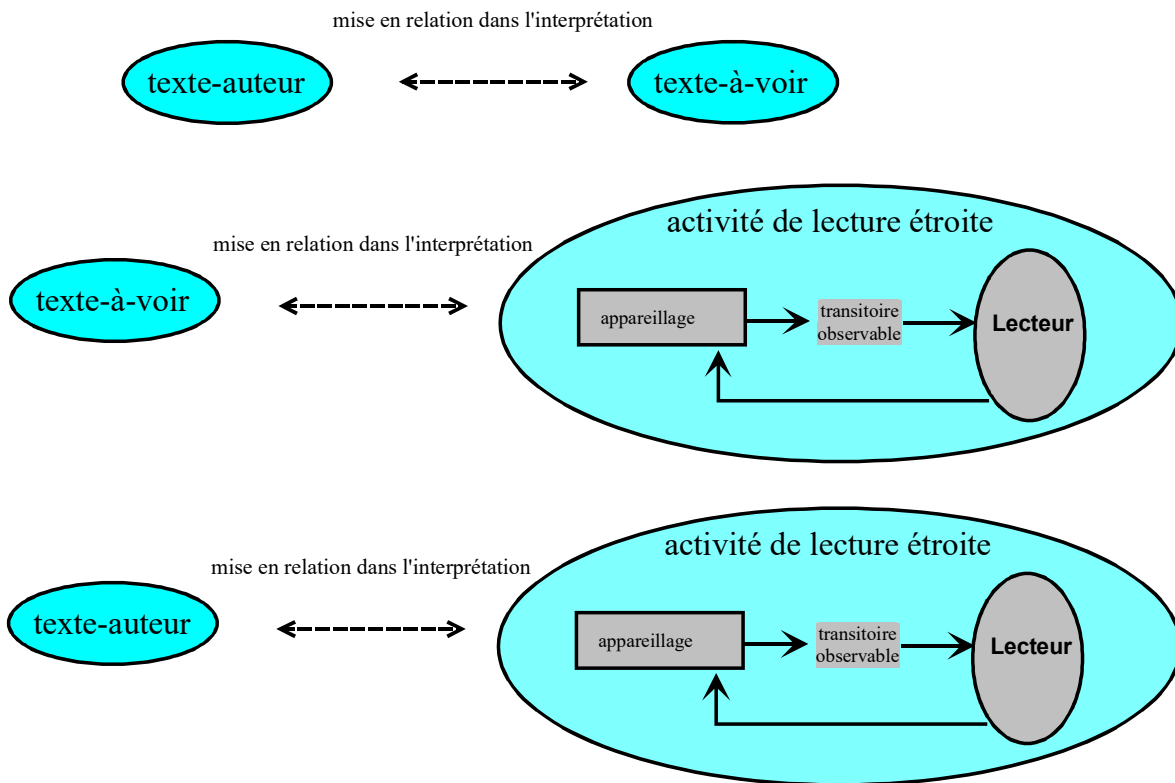 mise en relation dans l'interprétation
texte-auteur
texte-à-voir
activité de lecture étroite
mise en relation dans l'interprétation
texte-à-voir
appareillage
transitoire
observable
Lecteur
activité de lecture étroite
mise en relation dans l'interprétation
texte-auteur
appareillage
transitoire
observable
Lecteur